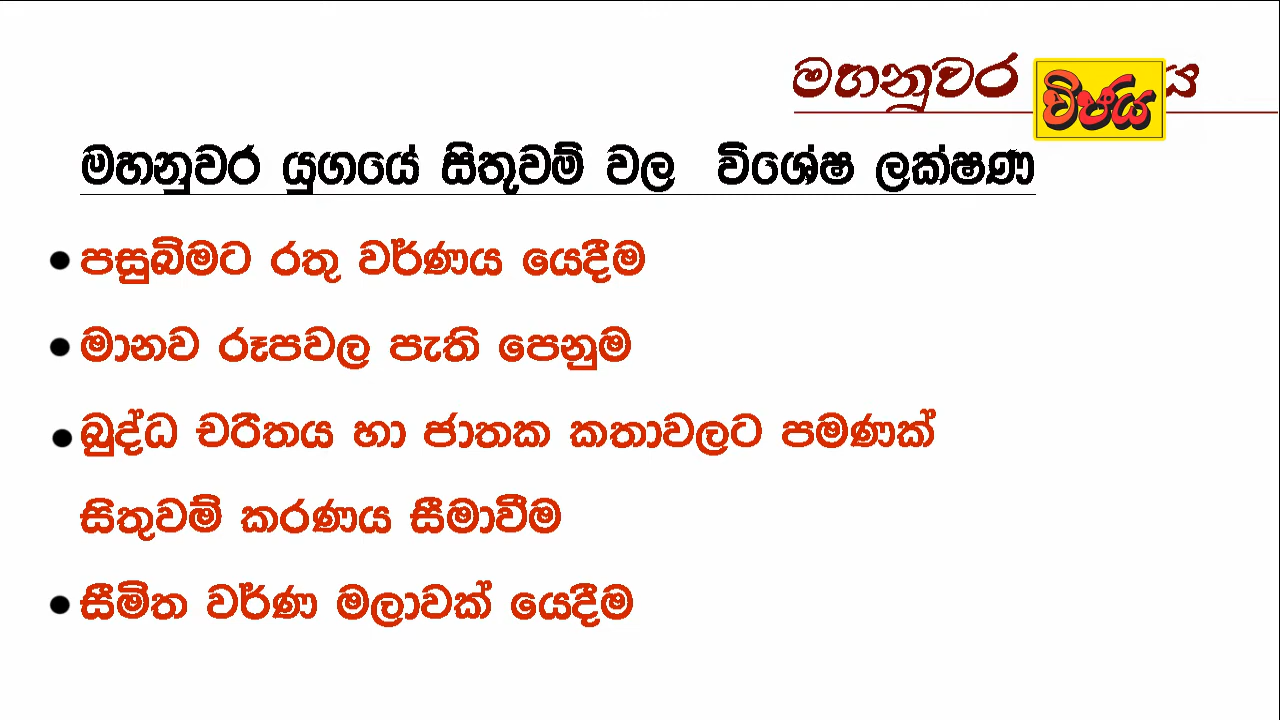 මහනුවර ය
විජය
මහනුවර යුගයේ සිතුවම් වල විශේෂ ලක්ෂණ
● පසුබිමට රතු වර්ණය යෙදීම
● මානව රූපවල පැති පෙනුම
● බුද්ධ චරිතය හා ජාතක කතාවලට පමණක්
සිතුවම් කරණය සීමාවීම
● සීමිත වර්ණ මලාවක් යෙදීම